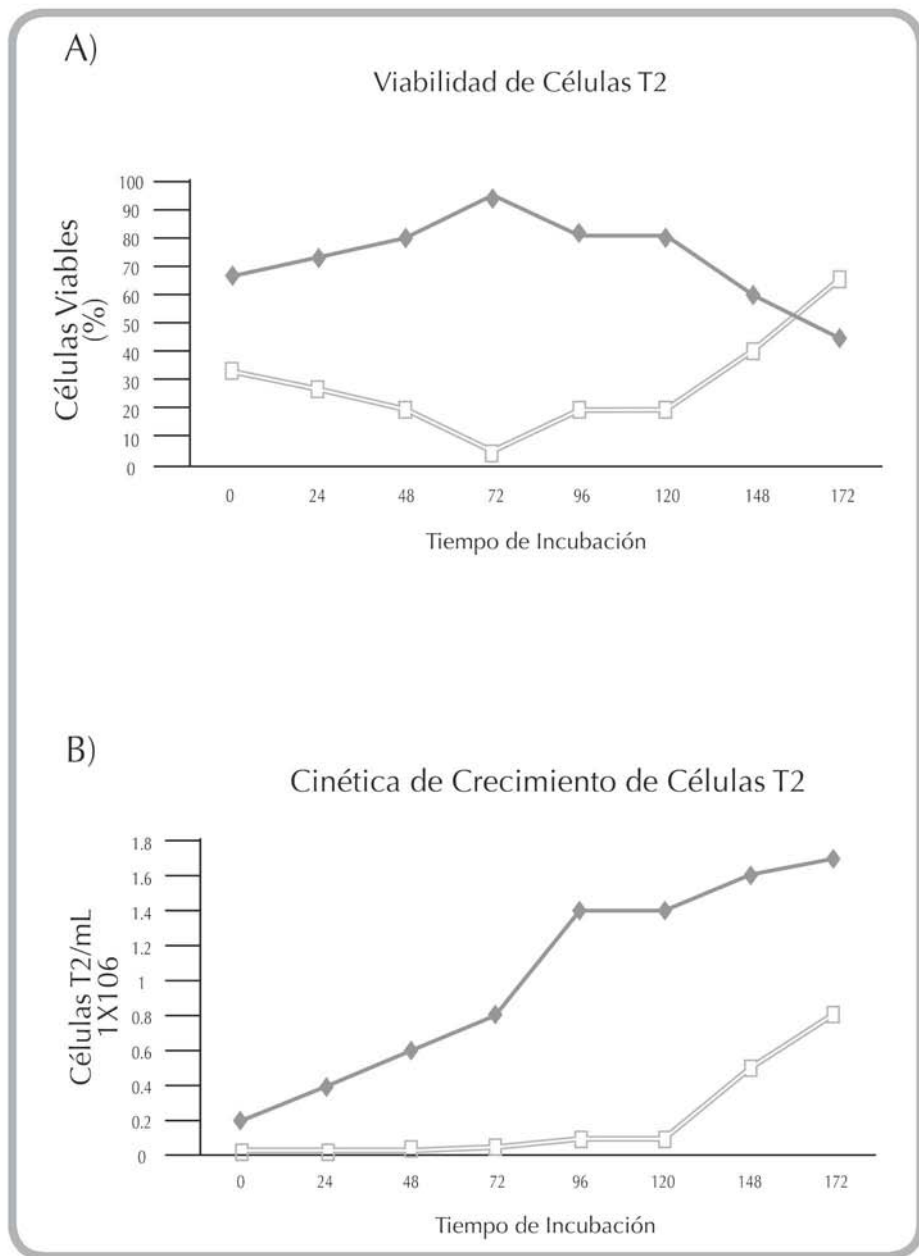 A)
Viabilidad de Células T2
Células Viables
(%)
100
90
80
70
60
50
40
30
20
10
0
0 24 48 72 96 120 148 172
Tiempo de Incubación
B)
Cinética de Crecimiento de Células T2
Células T2/mL
1X106
1.8
1.6
1.4
1.2
1
0.8
0.6
0.4
0.2
0
0 24 48 72 96 120 148 172
Tiempo de Incubación